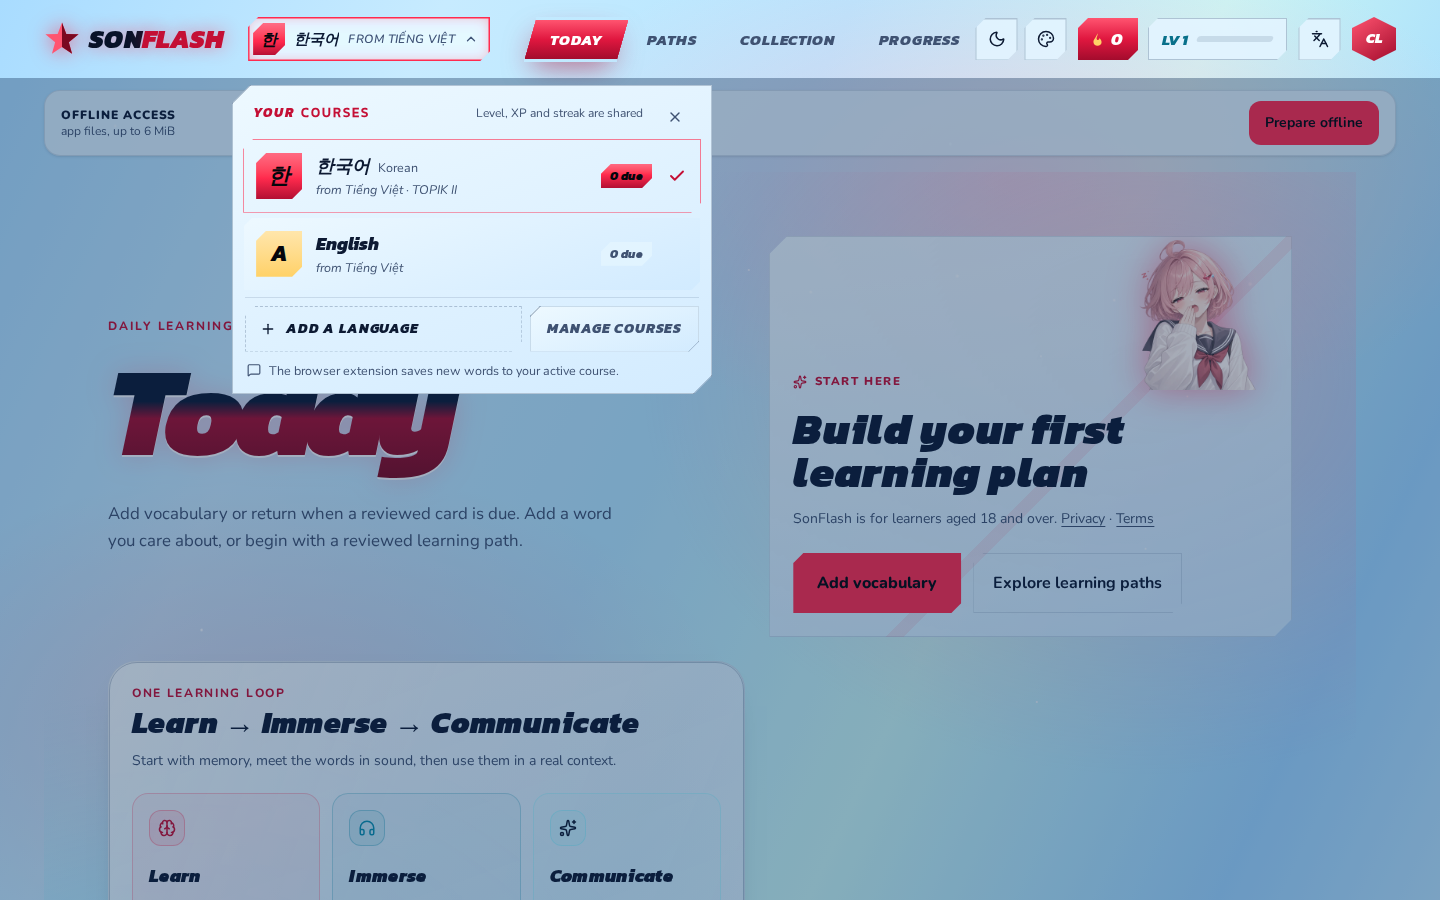 SONFLASH
한 한국어 FROM TIẾNG VIỆT
TODAY
PATHS
COLLECTION
PROGRESS
0
LV 1
CL
OFFLINE ACCESS
app files, up to 6 MiB
Prepare offline
YOUR COURSES
Level, XP and streak are shared
한
한국어 Korean
from Tiếng Việt · TOPIK II
0 due
A
English
from Tiếng Việt
0 due
+ ADD A LANGUAGE
MANAGE COURSES
The browser extension saves new words to your active course.
DAILY LEARNING
Today
Add vocabulary or return when a reviewed card is due. Add a word
you care about, or begin with a reviewed learning path.
START HERE
Build your first
learning plan
SonFlash is for learners aged 18 and over. Privacy · Terms
Add vocabulary
Explore learning paths
ONE LEARNING LOOP
Learn → Immerse → Communicate
Start with memory, meet the words in sound, then use them in a real context.
Learn
Immerse
Communicate